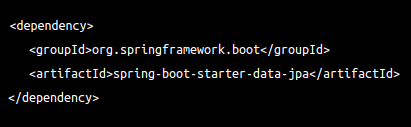 <dependency>
<groupId>org.springframework.boot</groupId>
<artifactId>spring-boot-starter-data-jpa</artifactId>
</dependency>